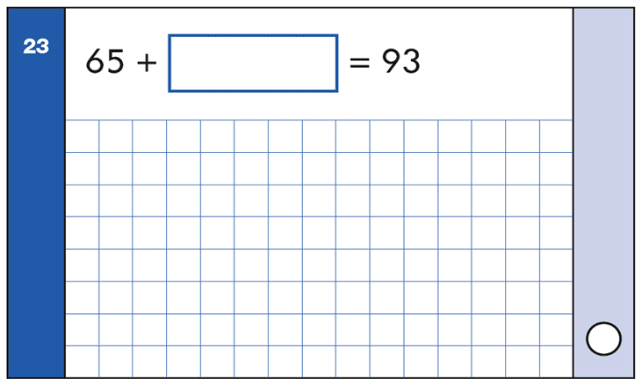 23
65 + = 93